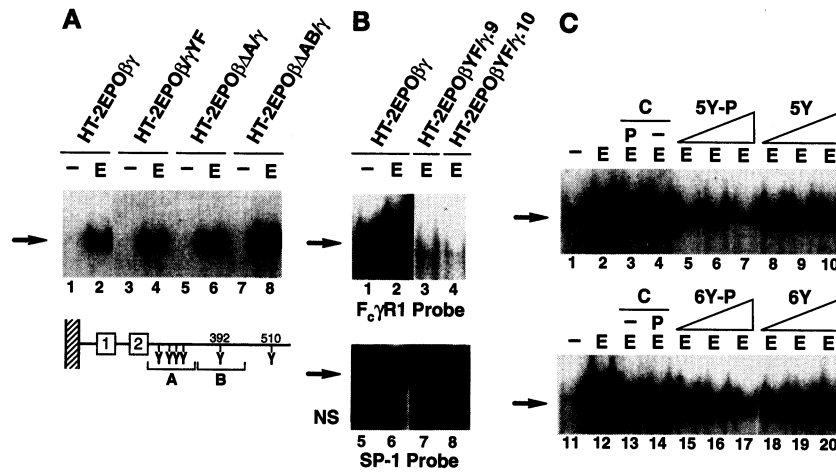 A
HT-2EPOβγ
HT-2EPOβ/γYF
HT-2EPOβΔA/γ
HT-2EPOβΔAB/γ
– E – E – E – E
1 2 3 4 5 6 7 8
1 2 392 510
Y Y Y Y Y Y
A B
B
HT-2EPOβγ
HT-2EPOβYF/γ.9
HT-2EPOβYF/γ.10
– E E E
1 2 3 4
FcγR1 Probe
NS
5 6 7 8
SP-1 Probe
C
C 5Y-P 5Y
P –
– E E E E E E E E E
1 2 3 4 5 6 7 8 9 10
C 6Y-P 6Y
– P
– E E E E E E E E E
11 12 13 14 15 16 17 18 19 20